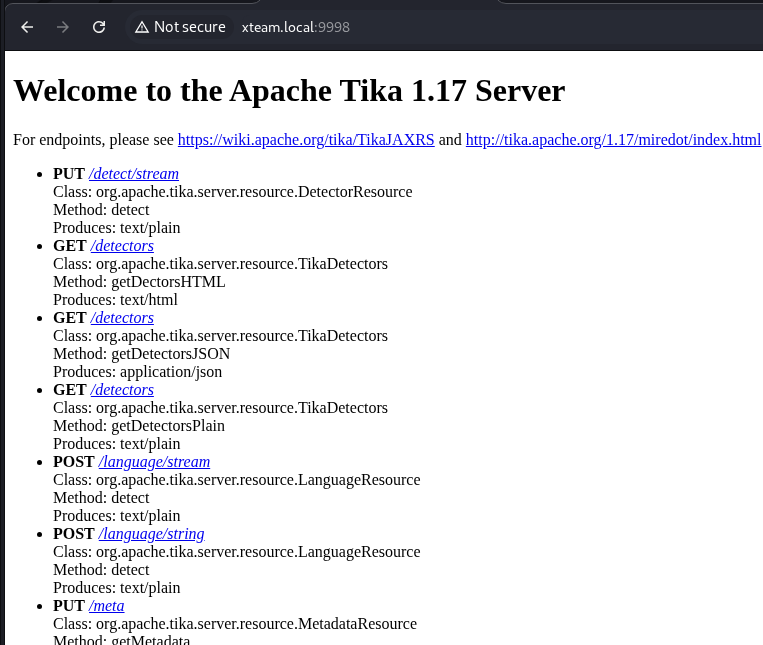 Not secure xteam.local:9998
Welcome to the Apache Tika 1.17 Server
For endpoints, please see https://wiki.apache.org/tika/TikaJAXRS and http://tika.apache.org/1.17/miredot/index.html
PUT /detect/stream
Class: org.apache.tika.server.resource.DetectorResource
Method: detect
Produces: text/plain
GET /detectors
Class: org.apache.tika.server.resource.TikaDetectors
Method: getDectorsHTML
Produces: text/html
GET /detectors
Class: org.apache.tika.server.resource.TikaDetectors
Method: getDetectorsJSON
Produces: application/json
GET /detectors
Class: org.apache.tika.server.resource.TikaDetectors
Method: getDetectorsPlain
Produces: text/plain
POST /language/stream
Class: org.apache.tika.server.resource.LanguageResource
Method: detect
Produces: text/plain
POST /language/string
Class: org.apache.tika.server.resource.LanguageResource
Method: detect
Produces: text/plain
PUT /meta
Class: org.apache.tika.server.resource.MetadataResource
Method: getMetadata